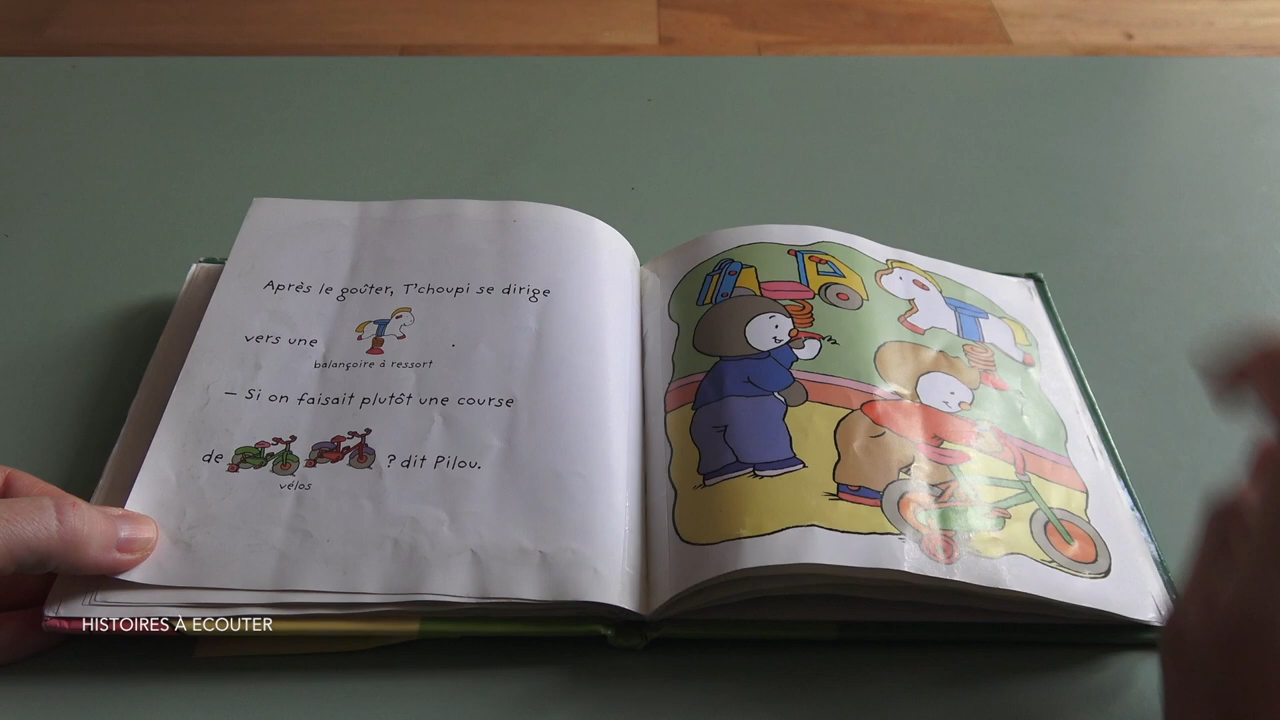 Après le goûter, T'choupi se dirige
vers une .
balançoire à ressort
– Si on faisait plutôt une course
de ? dit Pilou.
vélos
HISTOIRES À ECOUTER